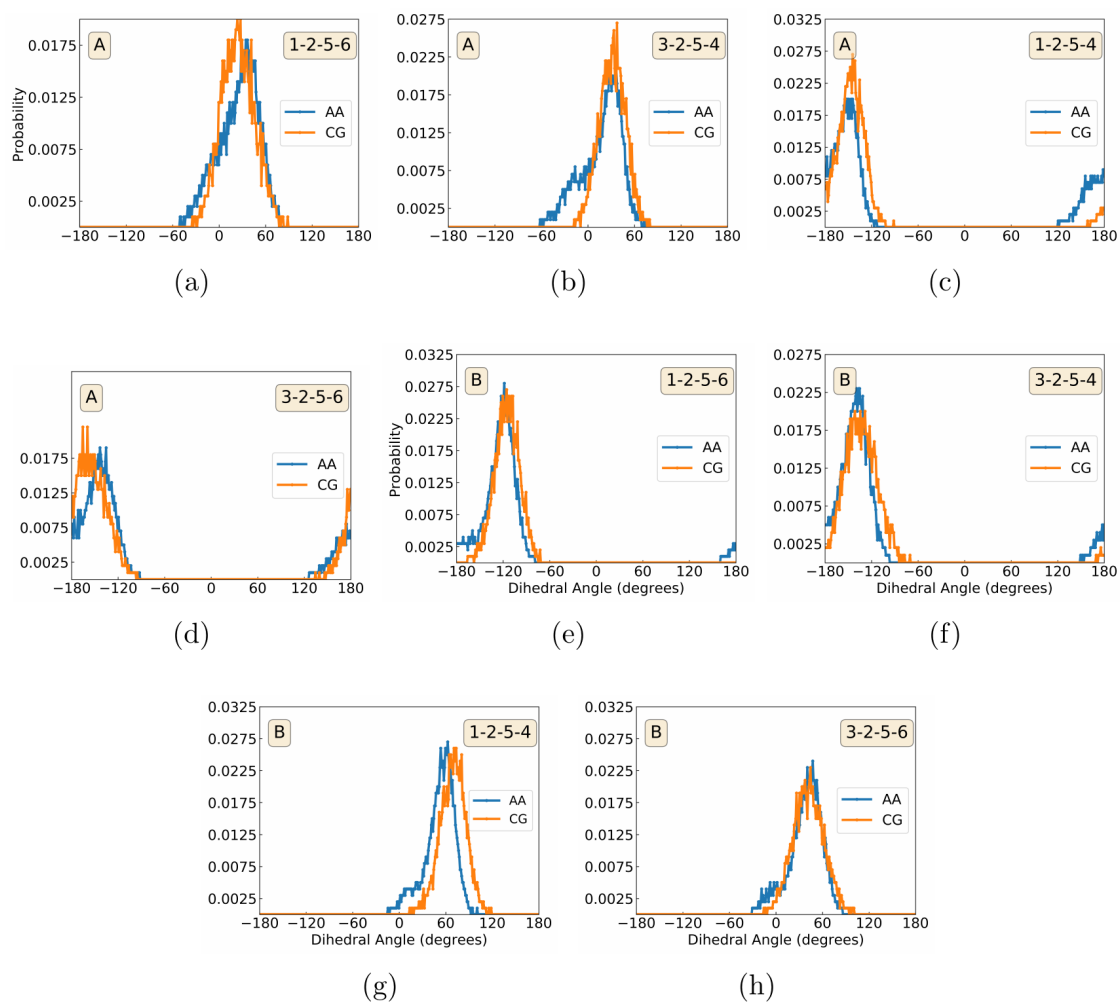 A
1-2-5-6
Probability
0.0175
0.0125
0.0075
0.0025
AA
CG
−180 −120 −60 0 60 120 180
(a)
A
3-2-5-4
0.0275
0.0225
0.0175
0.0125
0.0075
0.0025
AA
CG
−180 −120 −60 0 60 120 180
(b)
A
1-2-5-4
0.0325
0.0275
0.0225
0.0175
0.0125
0.0075
0.0025
AA
CG
−180 −120 −60 0 60 120 180
(c)
A
3-2-5-6
0.0175
0.0125
0.0075
0.0025
AA
CG
−180 −120 −60 0 60 120 180
(d)
B
1-2-5-6
Probability
0.0325
0.0275
0.0225
0.0175
0.0125
0.0075
0.0025
AA
CG
−180 −120 −60 0 60 120 180
Dihedral Angle (degrees)
(e)
B
3-2-5-4
0.0275
0.0225
0.0175
0.0125
0.0075
0.0025
AA
CG
−180 −120 −60 0 60 120 180
Dihedral Angle (degrees)
(f)
B
1-2-5-4
0.0325
0.0275
0.0225
0.0175
0.0125
0.0075
0.0025
AA
CG
−180 −120 −60 0 60 120 180
Dihedral Angle (degrees)
(g)
B
3-2-5-6
0.0325
0.0275
0.0225
0.0175
0.0125
0.0075
0.0025
AA
CG
−180 −120 −60 0 60 120 180
Dihedral Angle (degrees)
(h)